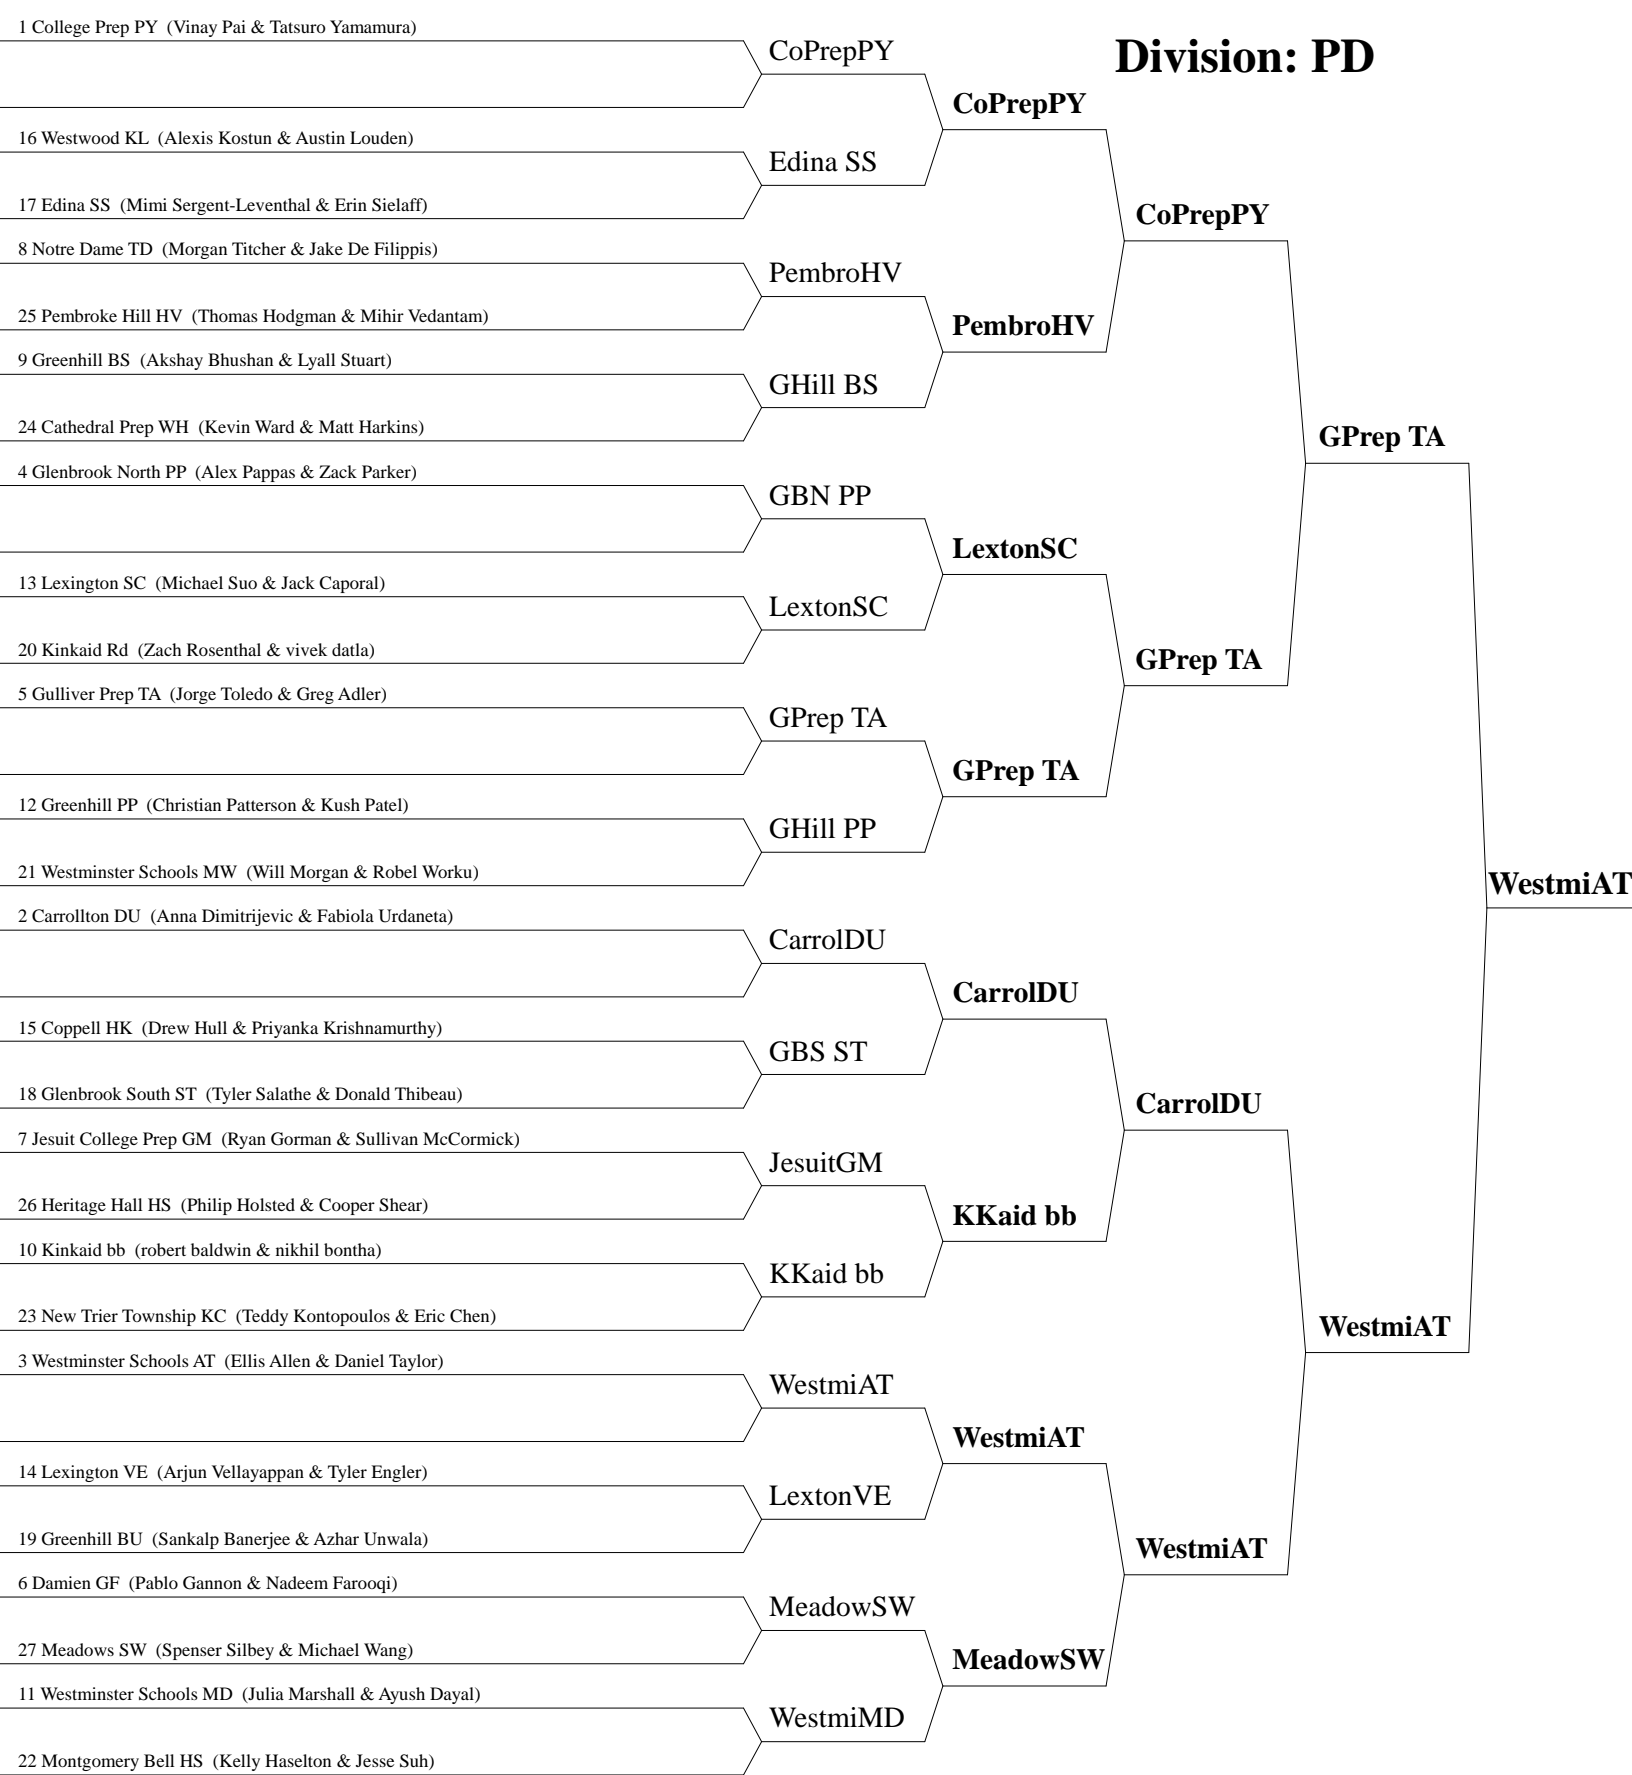 Division: PD
1 College Prep PY (Vinay Pai & Tatsuro Yamamura)
16 Westwood KL (Alexis Kostun & Austin Louden)
17 Edina SS (Mimi Sergent-Leventhal & Erin Sielaff)
8 Notre Dame TD (Morgan Titcher & Jake De Filippis)
25 Pembroke Hill HV (Thomas Hodgman & Mihir Vedantam)
9 Greenhill BS (Akshay Bhushan & Lyall Stuart)
24 Cathedral Prep WH (Kevin Ward & Matt Harkins)
4 Glenbrook North PP (Alex Pappas & Zack Parker)
13 Lexington SC (Michael Suo & Jack Caporal)
20 Kinkaid Rd (Zach Rosenthal & vivek datla)
5 Gulliver Prep TA (Jorge Toledo & Greg Adler)
12 Greenhill PP (Christian Patterson & Kush Patel)
21 Westminster Schools MW (Will Morgan & Robel Worku)
2 Carrollton DU (Anna Dimitrijevic & Fabiola Urdaneta)
15 Coppell HK (Drew Hull & Priyanka Krishnamurthy)
18 Glenbrook South ST (Tyler Salathe & Donald Thibeau)
7 Jesuit College Prep GM (Ryan Gorman & Sullivan McCormick)
26 Heritage Hall HS (Philip Holsted & Cooper Shear)
10 Kinkaid bb (robert baldwin & nikhil bontha)
23 New Trier Township KC (Teddy Kontopoulos & Eric Chen)
3 Westminster Schools AT (Ellis Allen & Daniel Taylor)
14 Lexington VE (Arjun Vellayappan & Tyler Engler)
19 Greenhill BU (Sankalp Banerjee & Azhar Unwala)
6 Damien GF (Pablo Gannon & Nadeem Farooqi)
27 Meadows SW (Spenser Silbey & Michael Wang)
11 Westminster Schools MD (Julia Marshall & Ayush Dayal)
22 Montgomery Bell HS (Kelly Haselton & Jesse Suh)
CoPrepPY
Edina SS
PembroHV
GHill BS
GBN PP
LextonSC
GPrep TA
GHill PP
CarrolDU
GBS ST
JesuitGM
KKaid bb
WestmiAT
LextonVE
MeadowSW
WestmiMD
CoPrepPY
PembroHV
LextonSC
GPrep TA
CarrolDU
KKaid bb
WestmiAT
MeadowSW
CoPrepPY
GPrep TA
CarrolDU
WestmiAT
GPrep TA
WestmiAT
WestmiAT